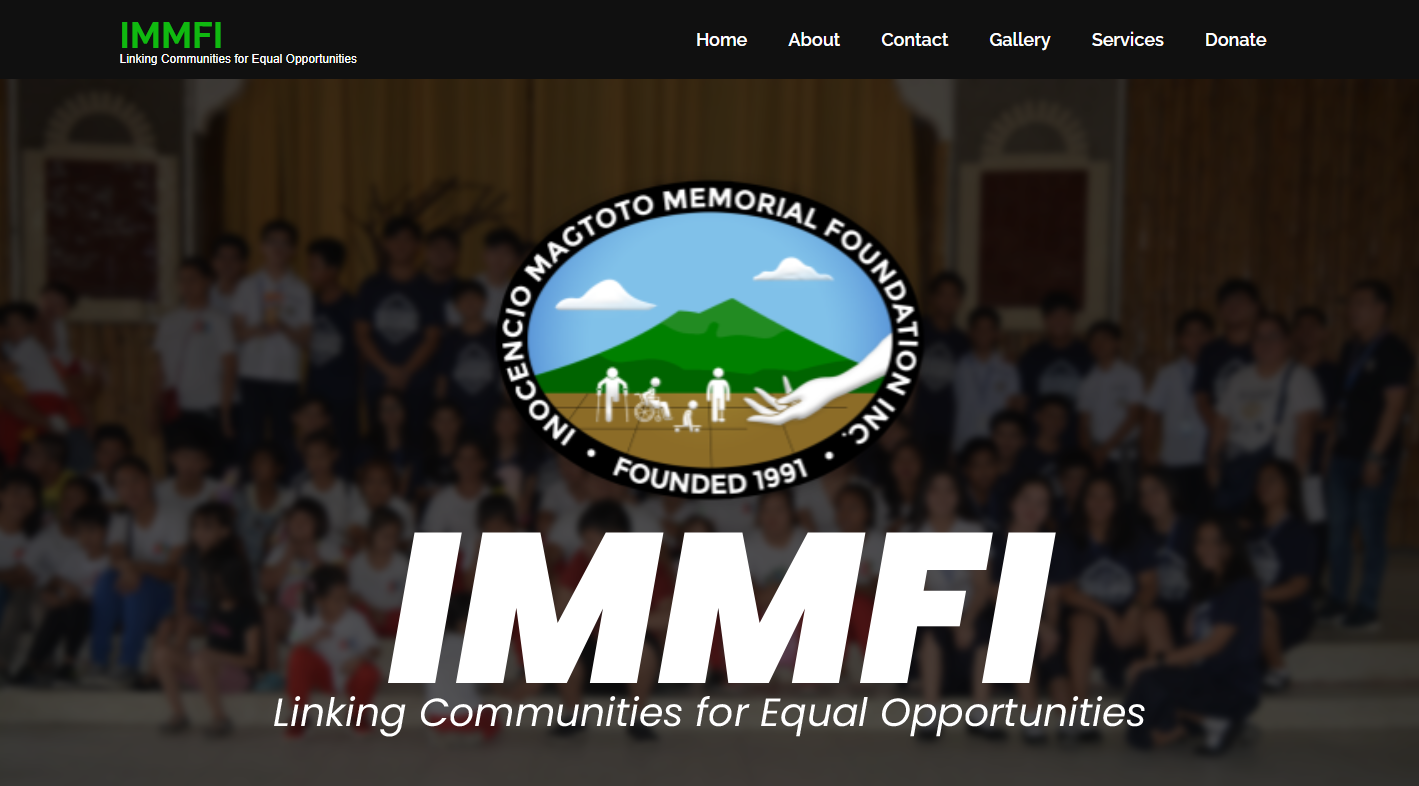 IMMFI
Linking Communities for Equal Opportunities
Home About Contact Gallery Services Donate
INOCENCIO MAGTOTO MEMORIAL FOUNDATION INC.
• FOUNDED 1991 •
IMMFI
Linking Communities for Equal Opportunities